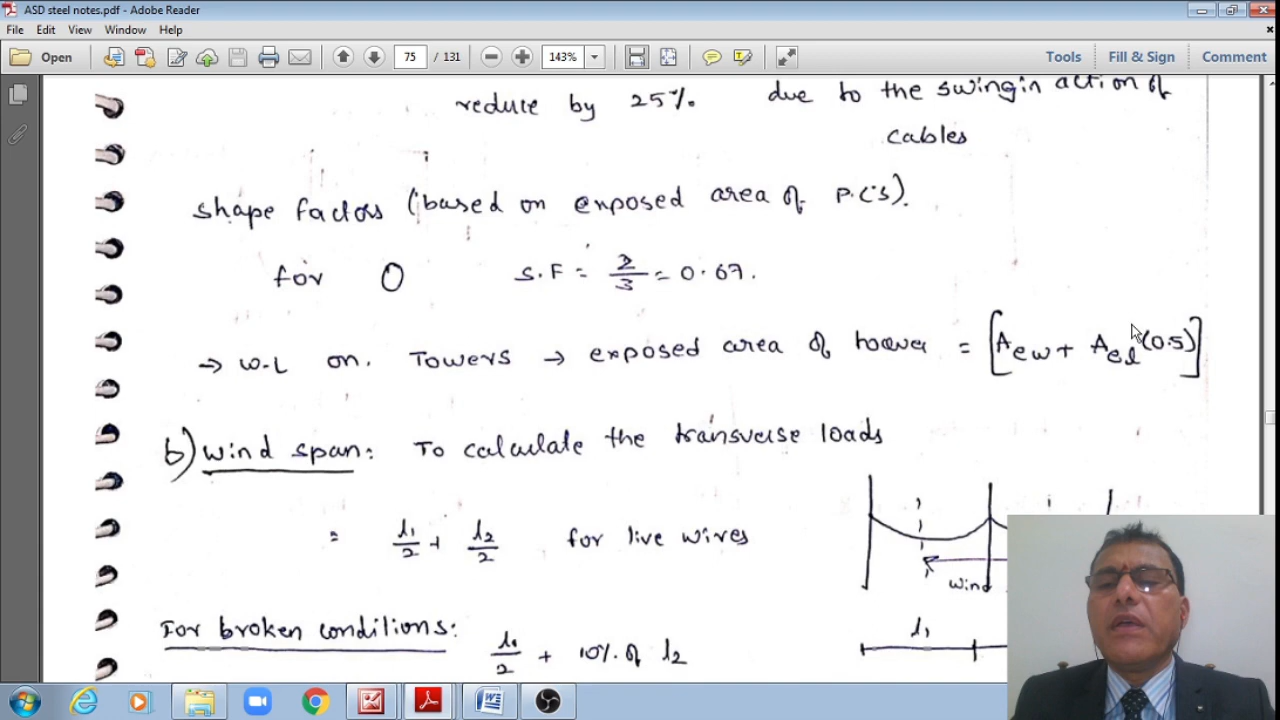 ASD steel notes.pdf - Adobe Reader
File Edit View Window Help
Open 75 / 131 143% Tools Fill & Sign Comment
reduce by 25%. due to the swingin action of
cables
shape factors (based on exposed area of P.C's).
for O S.F = 2/3 = 0.67.
→ W.L on. Towers → exposed area of tower = [Aew + Ael (0.5)]
b) wind span: To calculate the transverse loads
= l1/2 + l2/2 for live wires
wind
For broken conditions: l1/2 + 10% of l2
l1